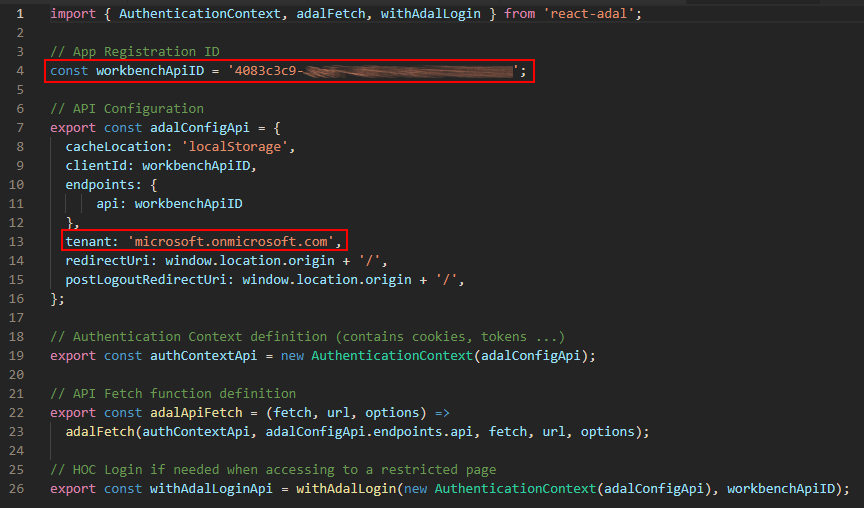 1 import { AuthenticationContext, adalFetch, withAdalLogin } from 'react-adal';
2
3 // App Registration ID
4 const workbenchApiID = '4083c3c9- ';
5
6 // API Configuration
7 export const adalConfigApi = {
8 cacheLocation: 'localStorage',
9 clientId: workbenchApiID,
10 endpoints: {
11 api: workbenchApiID
12 },
13 tenant: 'microsoft.onmicrosoft.com',
14 redirectUri: window.location.origin + '/',
15 postLogoutRedirectUri: window.location.origin + '/',
16 };
17
18 // Authentication Context definition (contains cookies, tokens ...)
19 export const authContextApi = new AuthenticationContext(adalConfigApi);
20
21 // API Fetch function definition
22 export const adalApiFetch = (fetch, url, options) =>
23 adalFetch(authContextApi, adalConfigApi.endpoints.api, fetch, url, options);
24
25 // HOC Login if needed when accessing to a restricted page
26 export const withAdalLoginApi = withAdalLogin(new AuthenticationContext(adalConfigApi), workbenchApiID);